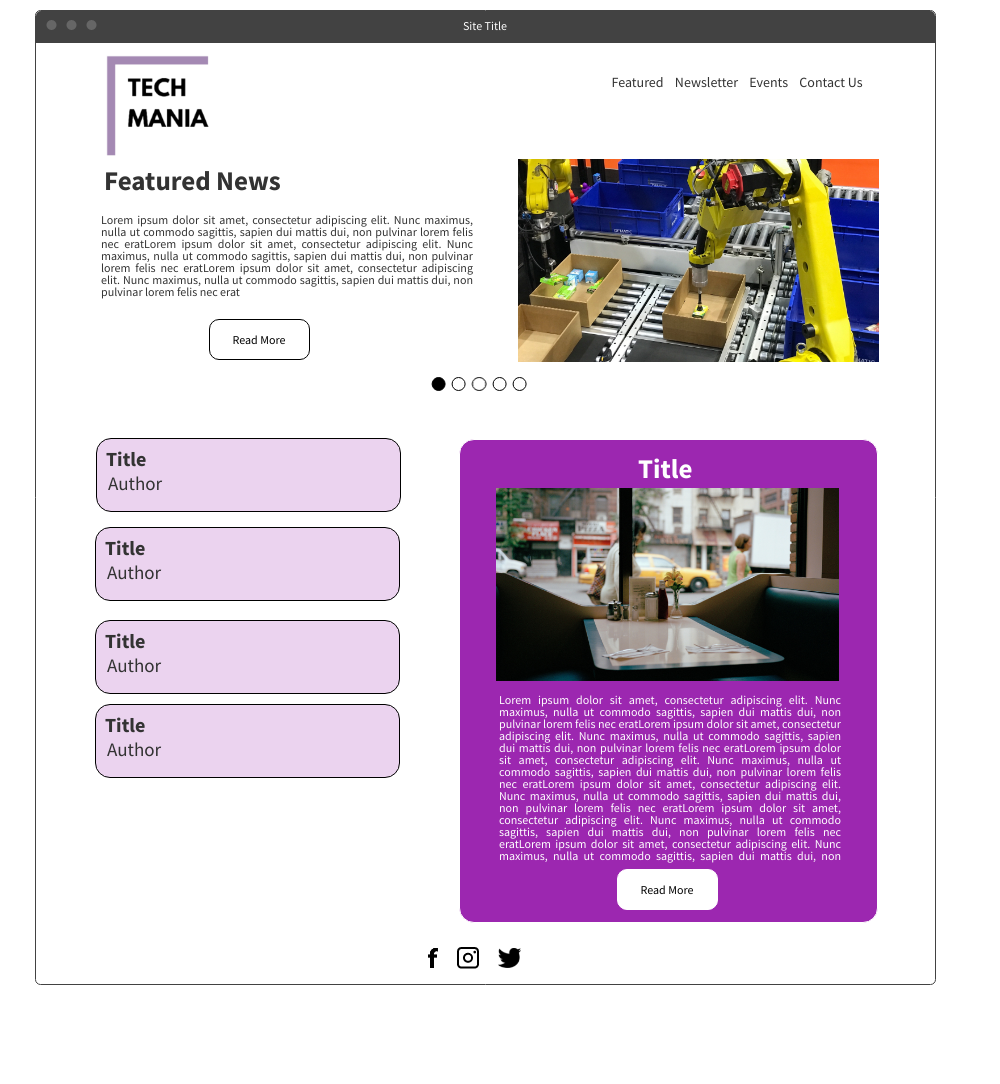 Site Title
TECH
MANIA
Featured Newsletter Events Contact Us
Featured News
Lorem ipsum dolor sit amet, consectetur adipiscing elit. Nunc maximus,
nulla ut commodo sagittis, sapien dui mattis dui, non pulvinar lorem felis
nec eratLorem ipsum dolor sit amet, consectetur adipiscing elit. Nunc
maximus, nulla ut commodo sagittis, sapien dui mattis dui, non pulvinar
lorem felis nec eratLorem ipsum dolor sit amet, consectetur adipiscing
elit. Nunc maximus, nulla ut commodo sagittis, sapien dui mattis dui, non
pulvinar lorem felis nec erat
Read More
Title
Author
Title
Author
Title
Author
Title
Author
Title
PIZZA
Lorem ipsum dolor sit amet, consectetur adipiscing elit. Nunc
maximus, nulla ut commodo sagittis, sapien dui mattis dui, non
pulvinar lorem felis nec eratLorem ipsum dolor sit amet, consectetur
adipiscing elit. Nunc maximus, nulla ut commodo sagittis, sapien
dui mattis dui, non pulvinar lorem felis nec eratLorem ipsum dolor
sit amet, consectetur adipiscing elit. Nunc maximus, nulla ut
commodo sagittis, sapien dui mattis dui, non pulvinar lorem felis
nec eratLorem ipsum dolor sit amet, consectetur adipiscing elit.
Nunc maximus, nulla ut commodo sagittis, sapien dui mattis dui,
non pulvinar lorem felis nec eratLorem ipsum dolor sit amet,
consectetur adipiscing elit. Nunc maximus, nulla ut commodo
sagittis, sapien dui mattis dui, non pulvinar lorem felis nec
eratLorem ipsum dolor sit amet, consectetur adipiscing elit. Nunc
maximus, nulla ut commodo sagittis, sapien dui mattis dui, non
Read More